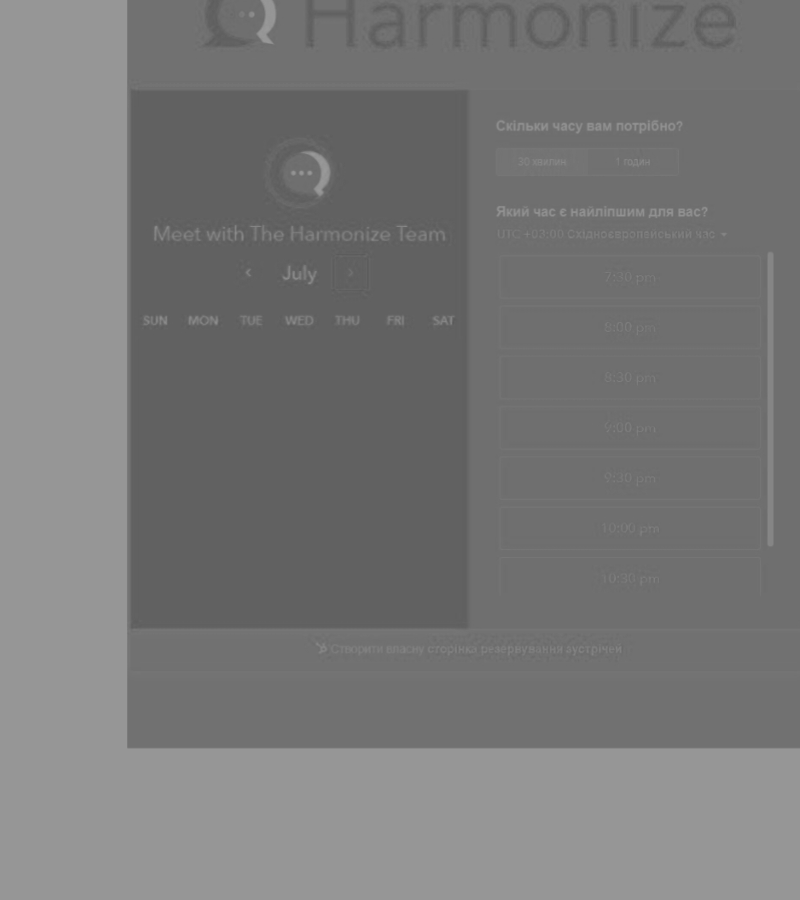 Harmonize
Meet with The Harmonize Team
July
SUN MON TUE WED THU FRI SAT
Скільки часу вам потрібно?
30 хвилин 1 годин
Який час є найліпшим для вас?
UTC +03:00 Східноєвропейський час
7:30 pm
8:00 pm
8:30 pm
9:00 pm
9:30 pm
10:00 pm
10:30 pm
Створити власну сторінка резервування зустрічей